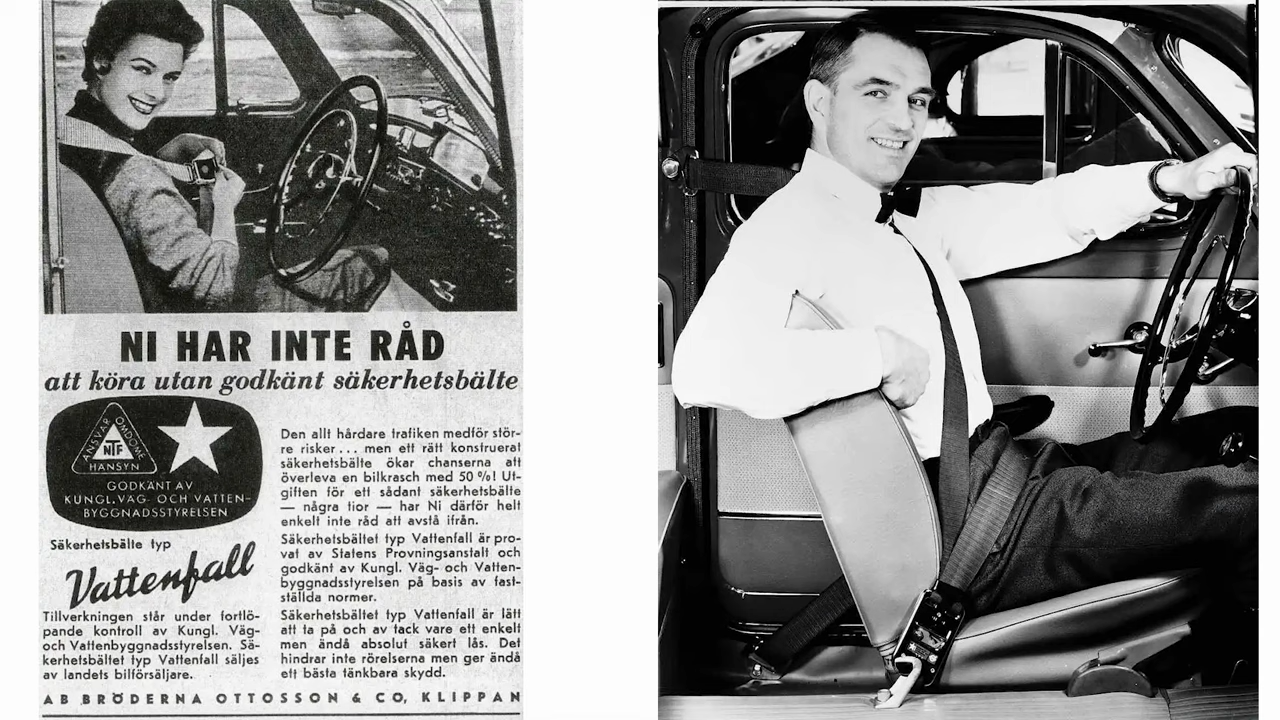 NI HAR INTE RÅD
att köra utan godkänt säkerhetsbälte
ANSVAR OMDÖME
NTF
HÄNSYN
GODKÄNT AV
KUNGL. VÄG- OCH VATTEN-
BYGGNADSSTYRELSEN
Säkerhetsbälte typ
Vattenfall
Tillverkningen står under fortlö-
pande kontroll av Kungl. Väg-
och Vattenbyggnadsstyrelsen. Sä-
kerhetsbältet typ Vattenfall säljes
av landets bilförsäljare.
Den allt hårdare trafiken medför stör-
re risker... men ett rätt konstruerat
säkerhetsbälte ökar chanserna att
överleva en bilkrasch med 50 %! Ut-
giften för ett sådant säkerhetsbälte
— några tior — har Ni därför helt
enkelt inte råd att avstå ifrån.
Säkerhetsbältet typ Vattenfall är pro-
vat av Statens Provningsanstalt och
godkänt av Kungl. Väg- och Vatten-
byggnadsstyrelsen på basis av fast-
ställda normer.
Säkerhetsbältet typ Vattenfall är lätt
att ta på och av tack vare ett enkelt
men ändå absolut säkert lås. Det
hindrar inte rörelserna men ger ändå
ett bästa tänkbara skydd.
AB BRÖDERNA OTTOSSON & CO, KLIPPAN